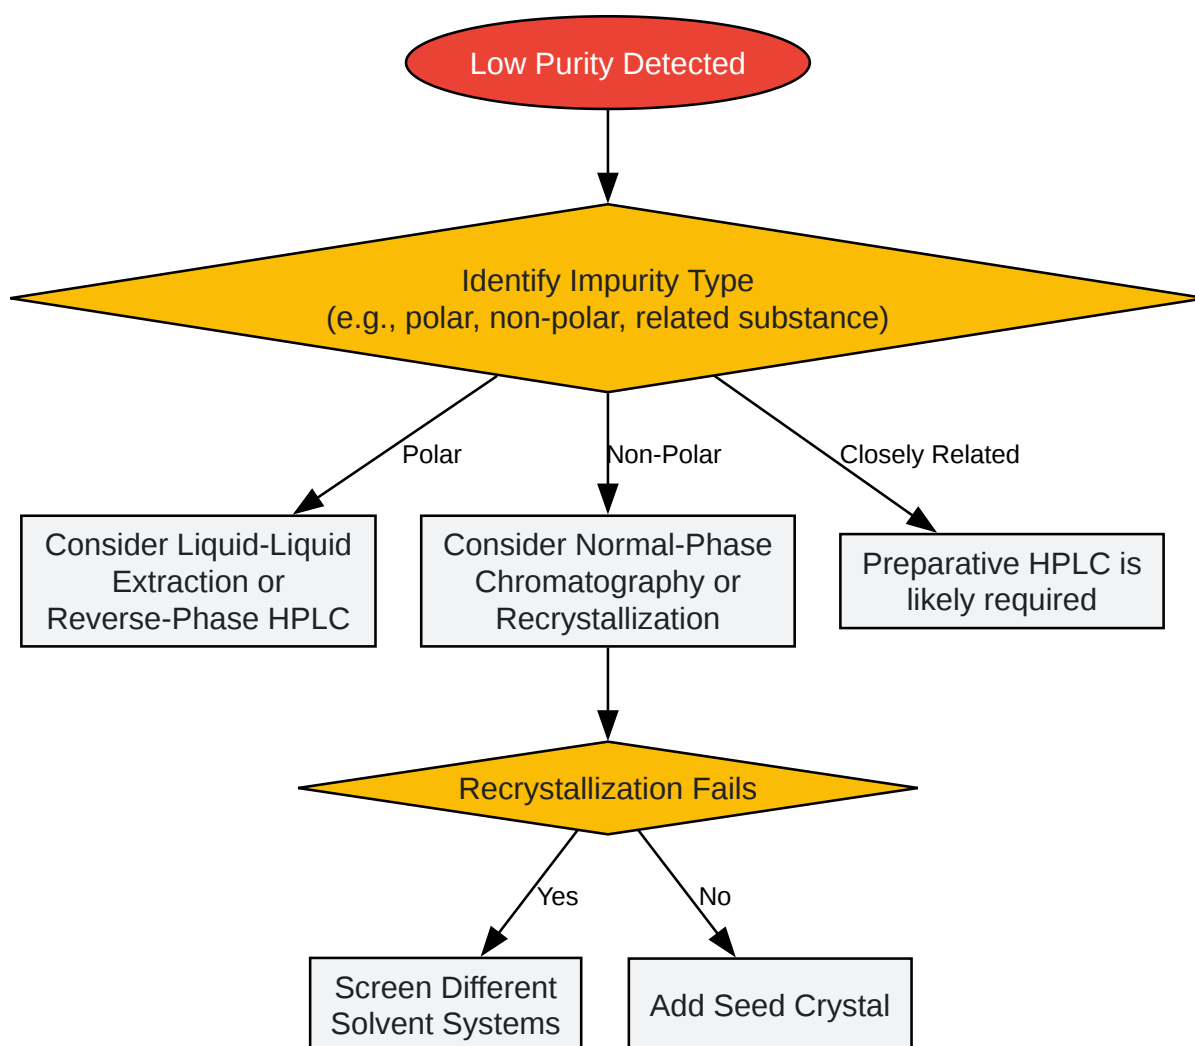 Low Purity Detected
Identify Impurity Type
(e.g., polar, non-polar, related substance)
Polar
Non-Polar
Closely Related
Consider Liquid-Liquid
Extraction or
Reverse-Phase HPLC
Consider Normal-Phase
Chromatography or
Recrystallization
Preparative HPLC is
likely required
Recrystallization Fails
Yes
No
Screen Different
Solvent Systems
Add Seed Crystal